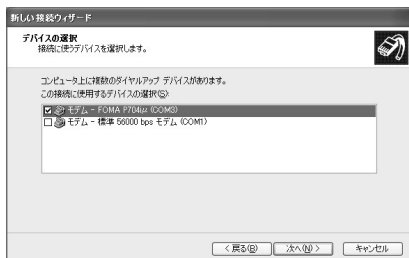 新しい接続ウィザード
デバイスの選択
接続に使うデバイスを選択します。
コンピュータ上に複数のダイヤルアップ デバイスがあります。
この接続に使用するデバイスの選択(S):
モデム - FOMA P704iμ (COM3)
モデム - 標準 56000 bps モデム (COM1)
< 戻る(B)
次へ(N) >
キャンセル